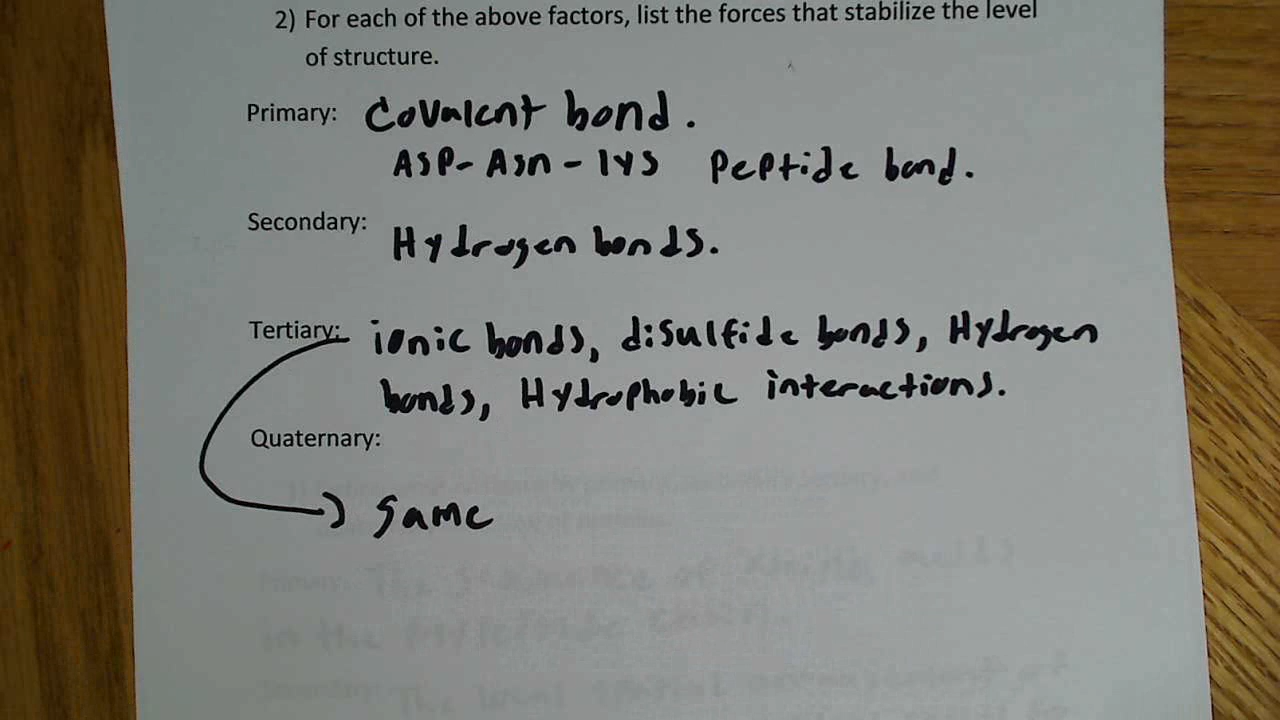 2) For each of the above factors, list the forces that stabilize the level
of structure.
Primary: Covalent bond.
Asp- Asn - lys Peptide bond.
Secondary:
Hydrogen bonds.
Tertiary: ionic bonds, disulfide bonds, Hydrogen
bonds, Hydrophobic interactions.
Quaternary:
same